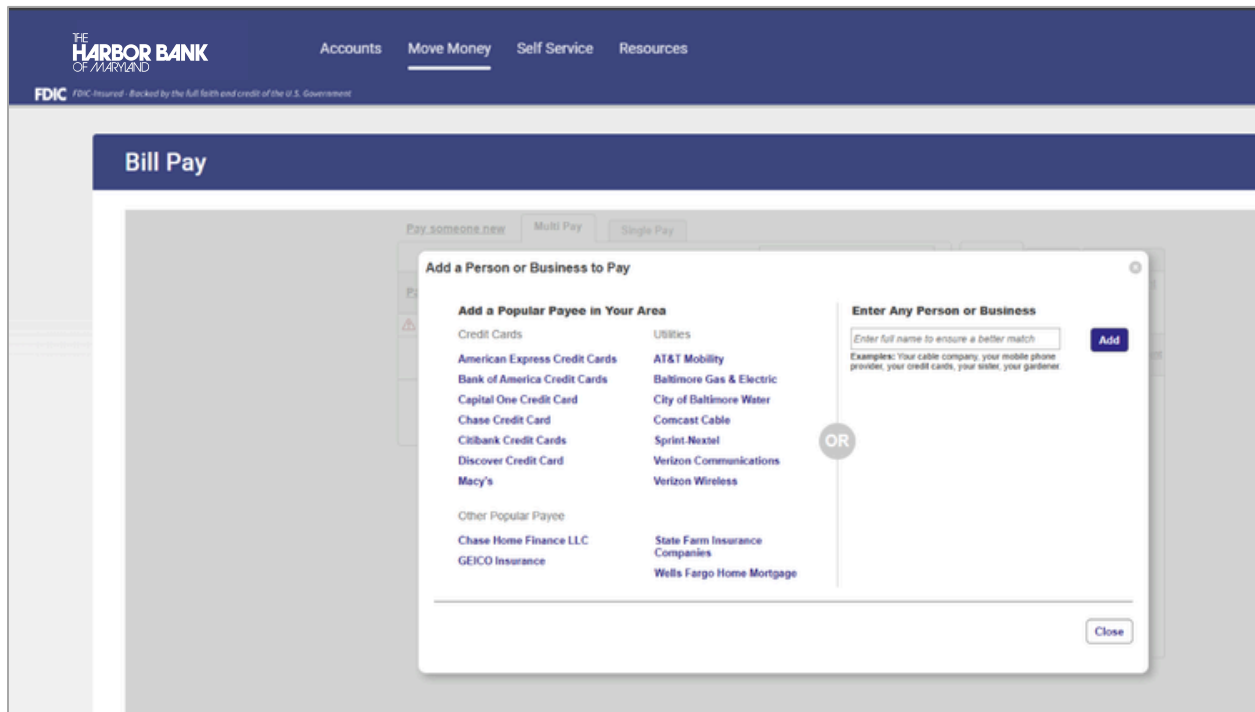 THE
HARBOR BANK
OF MARYLAND
Accounts
Move Money
Self Service
Resources
FDIC FDIC-Insured - Backed by the full faith and credit of the U.S. Government
Bill Pay
Pay someone new
Multi Pay
Single Pay
Add a Person or Business to Pay
Add a Popular Payee in Your Area
Credit Cards
American Express Credit Cards
Bank of America Credit Cards
Capital One Credit Card
Chase Credit Card
Citibank Credit Cards
Discover Credit Card
Macy's
Utilities
AT&T Mobility
Baltimore Gas & Electric
City of Baltimore Water
Comcast Cable
Sprint-Nextel
Verizon Communications
Verizon Wireless
Other Popular Payee
Chase Home Finance LLC
GEICO Insurance
State Farm Insurance
Companies
Wells Fargo Home Mortgage
OR
Enter Any Person or Business
Enter full name to ensure a better match
Add
Examples: Your cable company, your mobile phone
provider, your credit cards, your sister, your gardener.
Close